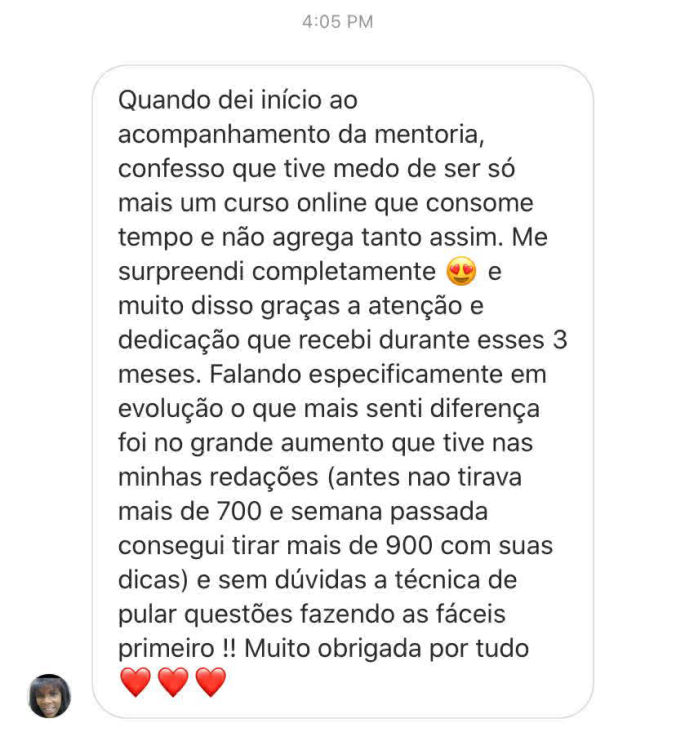 4:05 PM
Quando dei início ao
acompanhamento da mentoria,
confesso que tive medo de ser só
mais um curso online que consome
tempo e não agrega tanto assim. Me
surpreendi completamente 😍 e
muito disso graças a atenção e
dedicação que recebi durante esses 3
meses. Falando especificamente em
evolução o que mais senti diferença
foi no grande aumento que tive nas
minhas redações (antes nao tirava
mais de 700 e semana passada
consegui tirar mais de 900 com suas
dicas) e sem dúvidas a técnica de
pular questões fazendo as fáceis
primeiro !! Muito obrigada por tudo
❤️❤️❤️